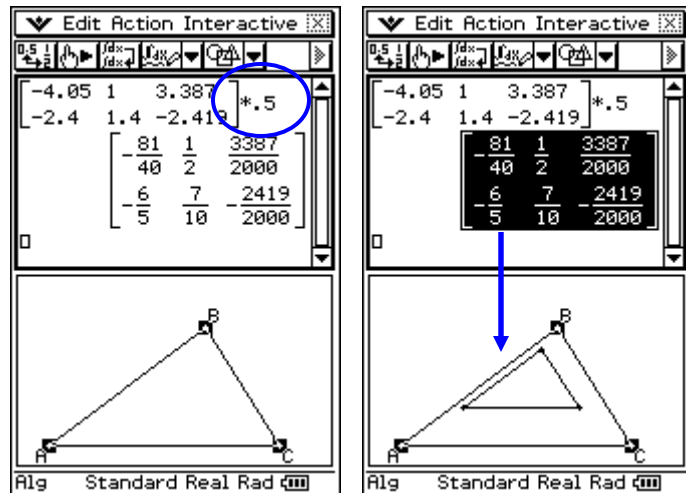 Edit Action Interactive
[-4.05 1 3.387
-2.4 1.4 -2.419]*.5
[-81/40 1/2 3387/2000
-6/5 7/10 -2419/2000]
B
A
C
Alg Standard Real Rad
Edit Action Interactive
[-4.05 1 3.387
-2.4 1.4 -2.419]*.5
[-81/40 1/2 3387/2000
-6/5 7/10 -2419/2000]
B
A
C
Alg Standard Real Rad